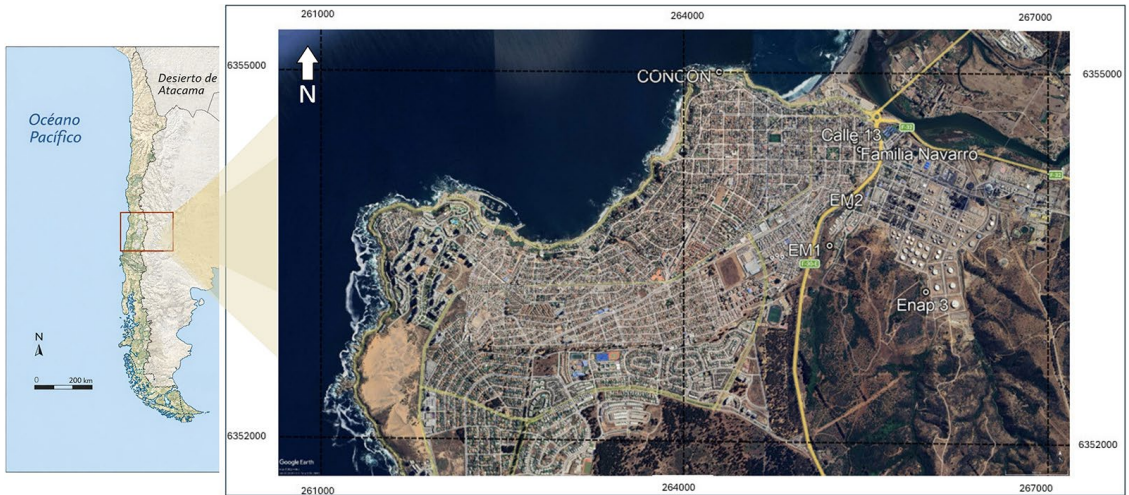 Desierto de
Atacama
Océano
Pacífico
N
0 200 km
261000
264000
267000
6355000
6355000
N
CONCÓN
Calle 13
Familia Navarro
EM2
EM1
Enap 3
Google Earth
6352000
6352000
261000
264000
267000